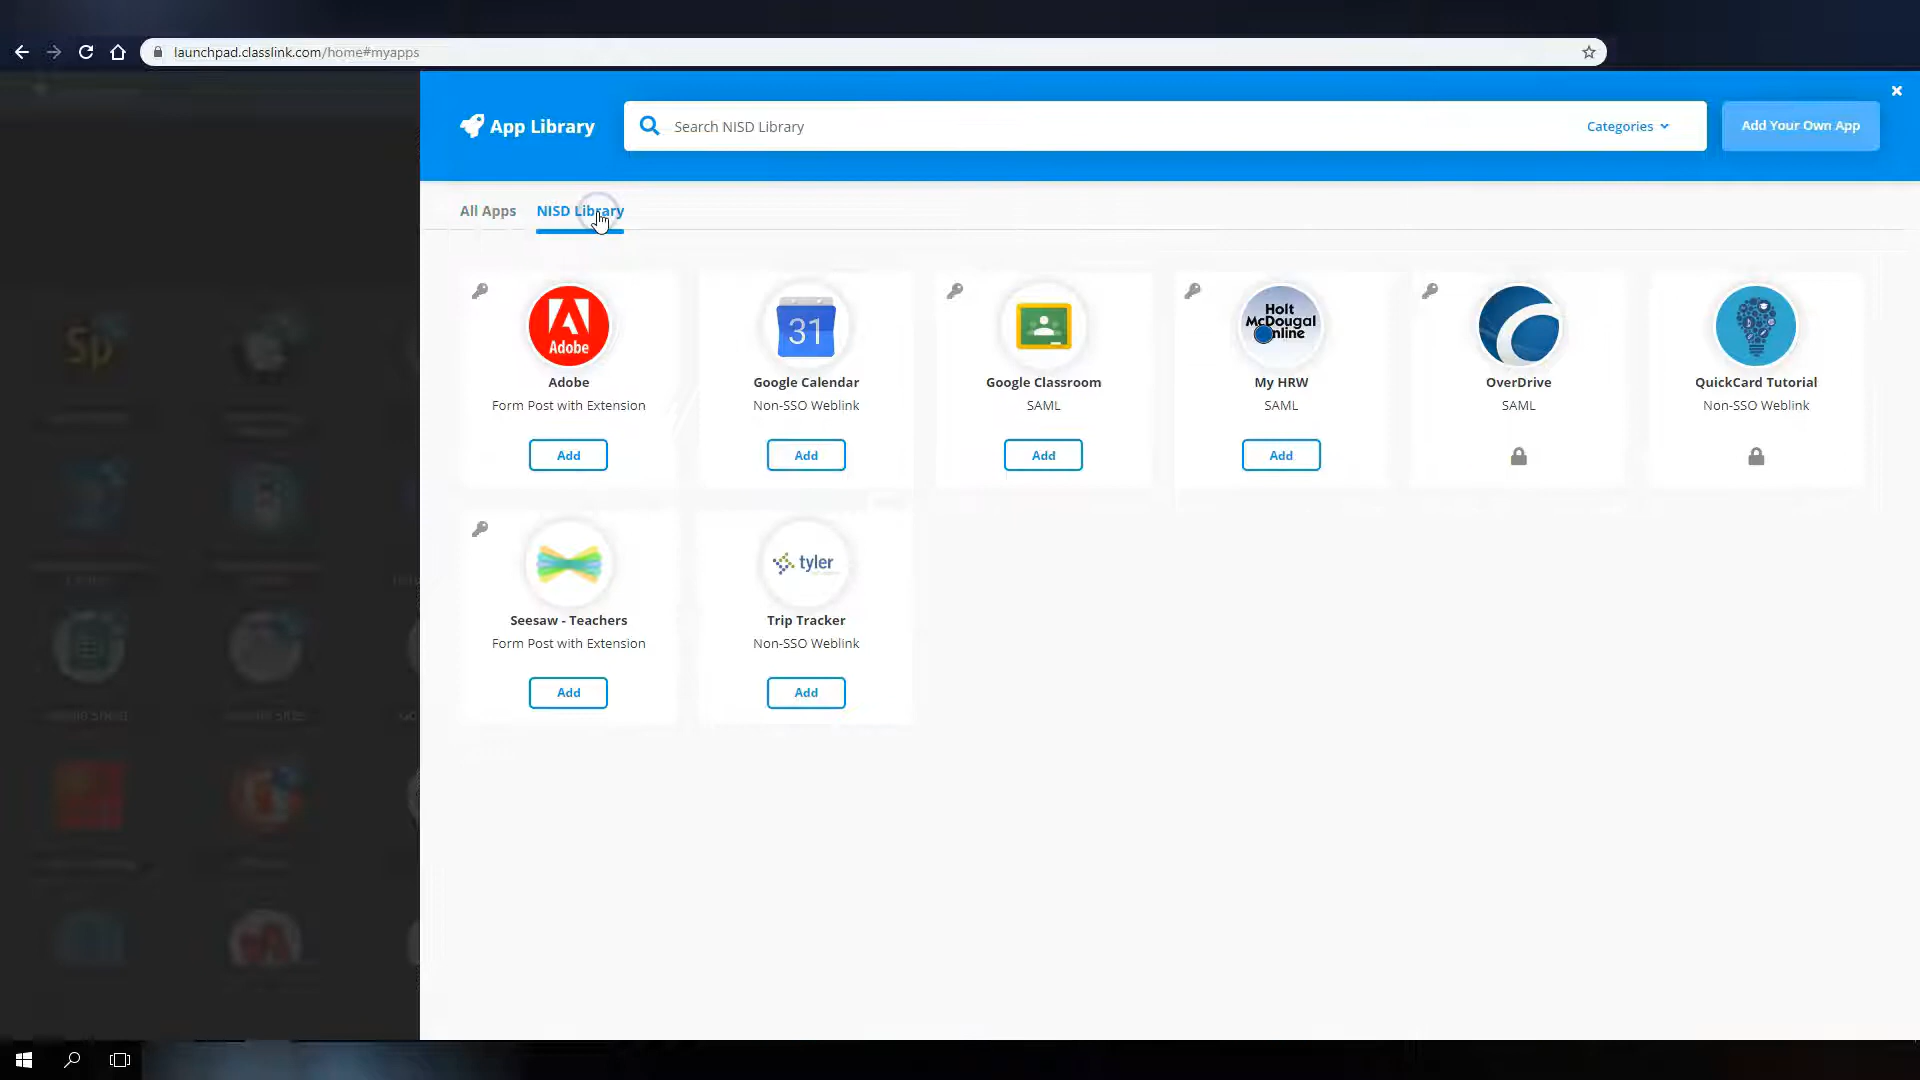 launchpad.classlink.com/home#myapps
App Library
Search NISD Library
Categories
Add Your Own App
All Apps
NISD Library
Adobe
31
Holt
McDougal
Online
Adobe
Google Calendar
Google Classroom
My HRW
OverDrive
QuickCard Tutorial
Form Post with Extension
Non-SSO Weblink
SAML
SAML
SAML
Non-SSO Weblink
Add
Add
Add
Add
tyler
Seesaw - Teachers
Trip Tracker
Form Post with Extension
Non-SSO Weblink
Add
Add
Sp